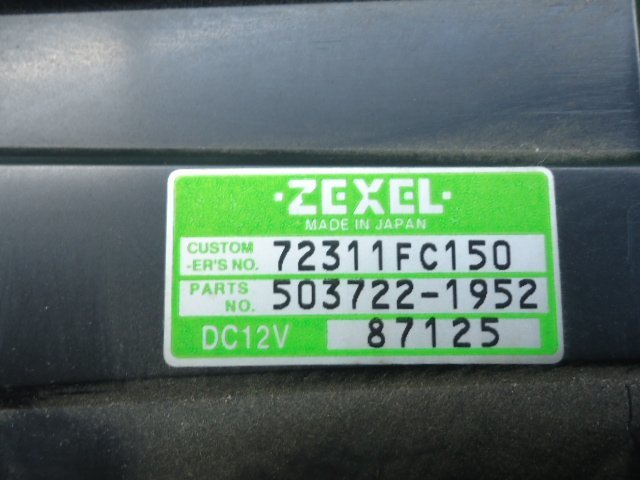 ·ZEXEL·
MADE IN JAPAN
CUSTOM
-ER'S NO. 72311FC150
PARTS
NO. 503722-1952
DC12V 87125